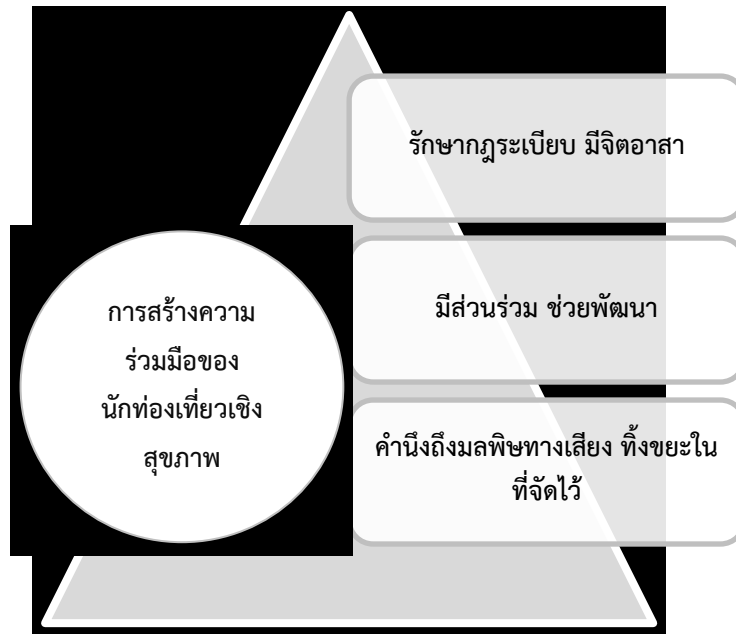 รักษากฎระเบียบ มีจิตอาสา
การสร้างความ
ร่วมมือของ
นักท่องเที่ยวเชิง
สุขภาพ
มีส่วนร่วม ช่วยพัฒนา
คำนึงถึงมลพิษทางเสียง ทิ้งขยะใน
ที่จัดไว้